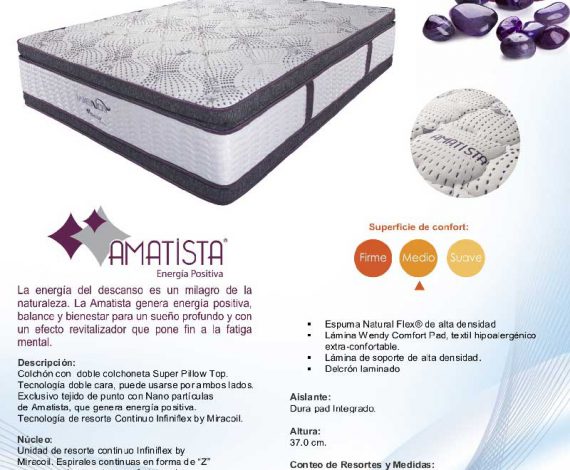 AMATISTA
AMATISTA®
Energía Positiva
La energía del descanso es un milagro de la
naturaleza. La Amatista genera energía positiva,
balance y bienestar para un sueño profundo y con
un efecto revitalizador que pone fin a la fatiga
mental.
Descripción:
Colchón con doble colchoneta Super Pillow Top.
Tecnología doble cara, puede usarse por ambos lados.
Exclusivo tejido de punto con Nano partículas
de Amatista, que genera energía positiva.
Tecnología de resorte Continuo Infiniflex by Miracoil.
Núcleo:
Unidad de resorte continuo Infiniflex by
Mirecoil. Espirales continuas en forma de "Z"
Superficie de confort:
Firme
Medio
Suave
▪ Espuma Natural Flex® de alta densidad
▪ Lámina Wendy Comfort Pad, textil hipoalergénico
extra-confortable.
▪ Lámina de soporte de alta densidad.
▪ Delcrón laminado
Aislante:
Dura pad Integrado.
Altura:
37.0 cm.
Conteo de Resortes y Medidas: